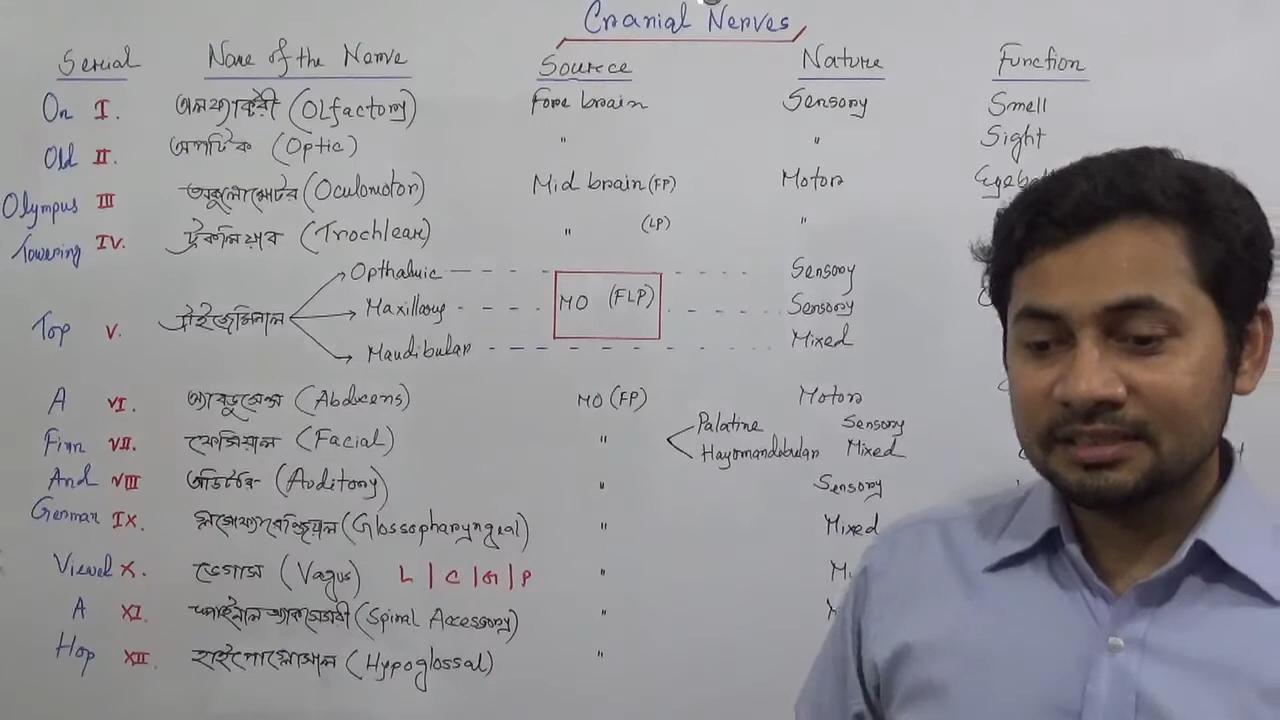 Cranial Nerves
Serial Name of the Nerve Source Nature Function
On I. অলফ্যাক্টরী (Olfactory) Fore brain Sensory Smell
Old II. অপটিক (Optic) " " Sight
Olympus III অকুলোমোটর (Oculomotor) Mid brain (FP) Motor Eyeb
Towering IV. ট্রকলিয়ার (Trochlear) " (LP) "
Opthalmic Sensory
Top V. ট্রাইজেমিনাল Maxillary MO (FLP) Sensory
Mandibular Mixed
A VI. অ্যাবডুসেন্স (Abducens) MO (FP) Motor
Palatine Sensory
Finn VII. ফেসিয়াল (Facial) " Hayomandibular Mixed
And VIII অডিটরি (Auditory) " Sensory
German IX. গ্লসোফ্যারেঞ্জিয়াল (Glossopharyngeal) " Mixed
Viewed X. ভেগাস (Vagus) L | C | G | P " Mi
A XI. স্পাইনাল অ্যাকসেসরী (Spinal Accessory) "
Hop XII. হাইপোগ্লোসাল (Hypoglossal) "